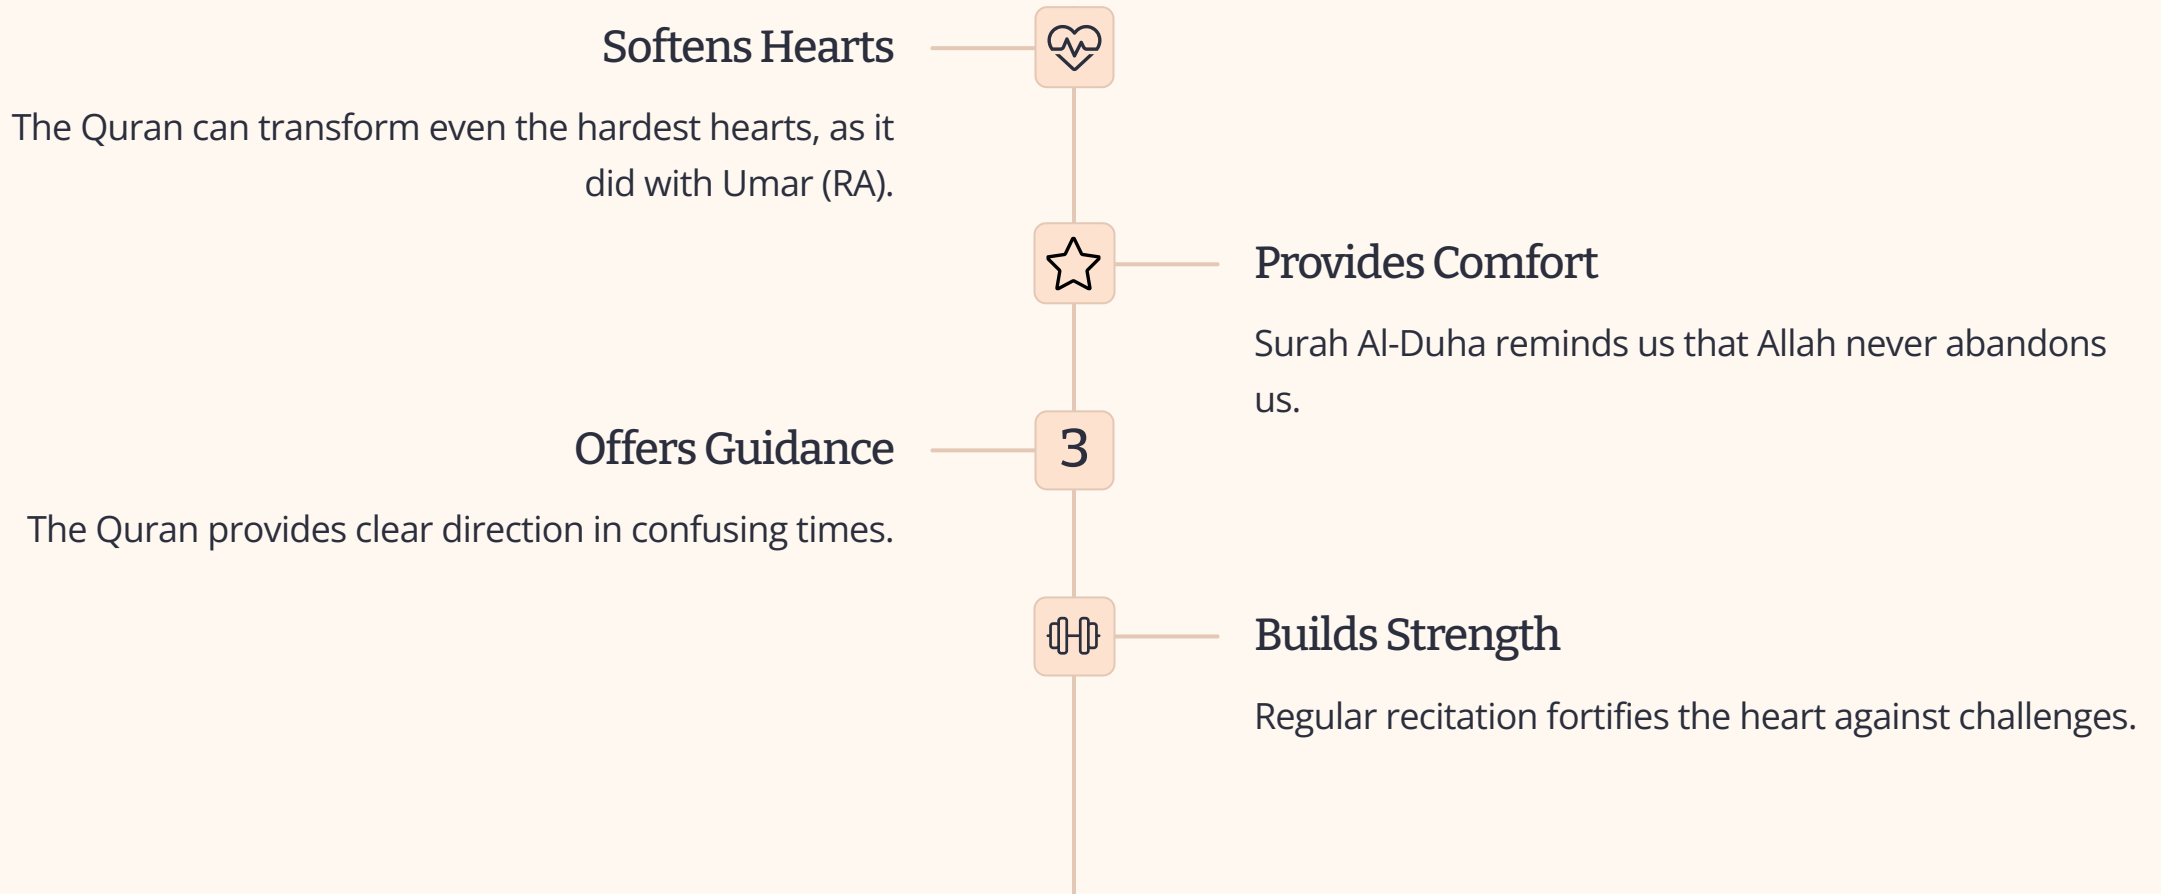 Softens Hearts
The Quran can transform even the hardest hearts, as it
did with Umar (RA).
Provides Comfort
Surah Al-Duha reminds us that Allah never abandons
us.
3
Offers Guidance
The Quran provides clear direction in confusing times.
Builds Strength
Regular recitation fortifies the heart against challenges.